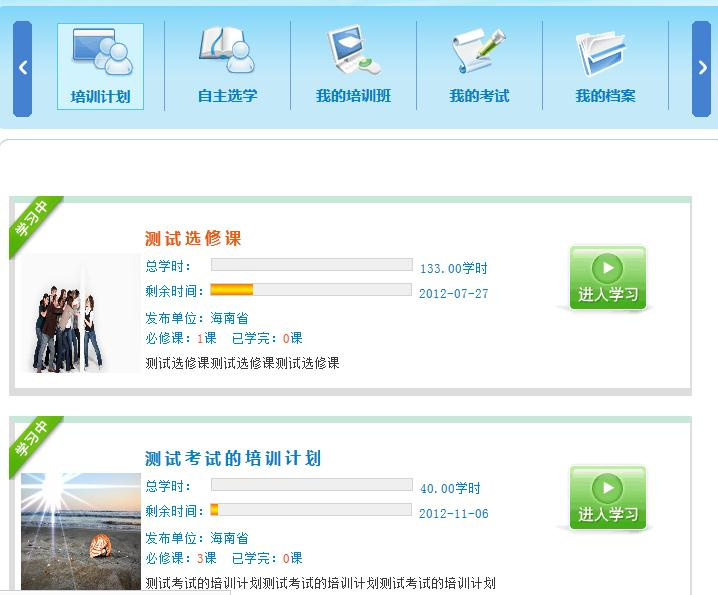 培训计划 自主选学 我的培训班 我的考试 我的档案
学习中
测试选修课
总学时： 133.00学时
剩余时间： 2012-07-27
进入学习
发布单位：海南省
必修课：1课 已学完：0课
测试选修课测试选修课测试选修课
学习中
测试考试的培训计划
总学时： 40.00学时
剩余时间： 2012-11-06
进入学习
发布单位：海南省
必修课：3课 已学完：0课
测试考试的培训计划测试考试的培训计划测试考试的培训计划